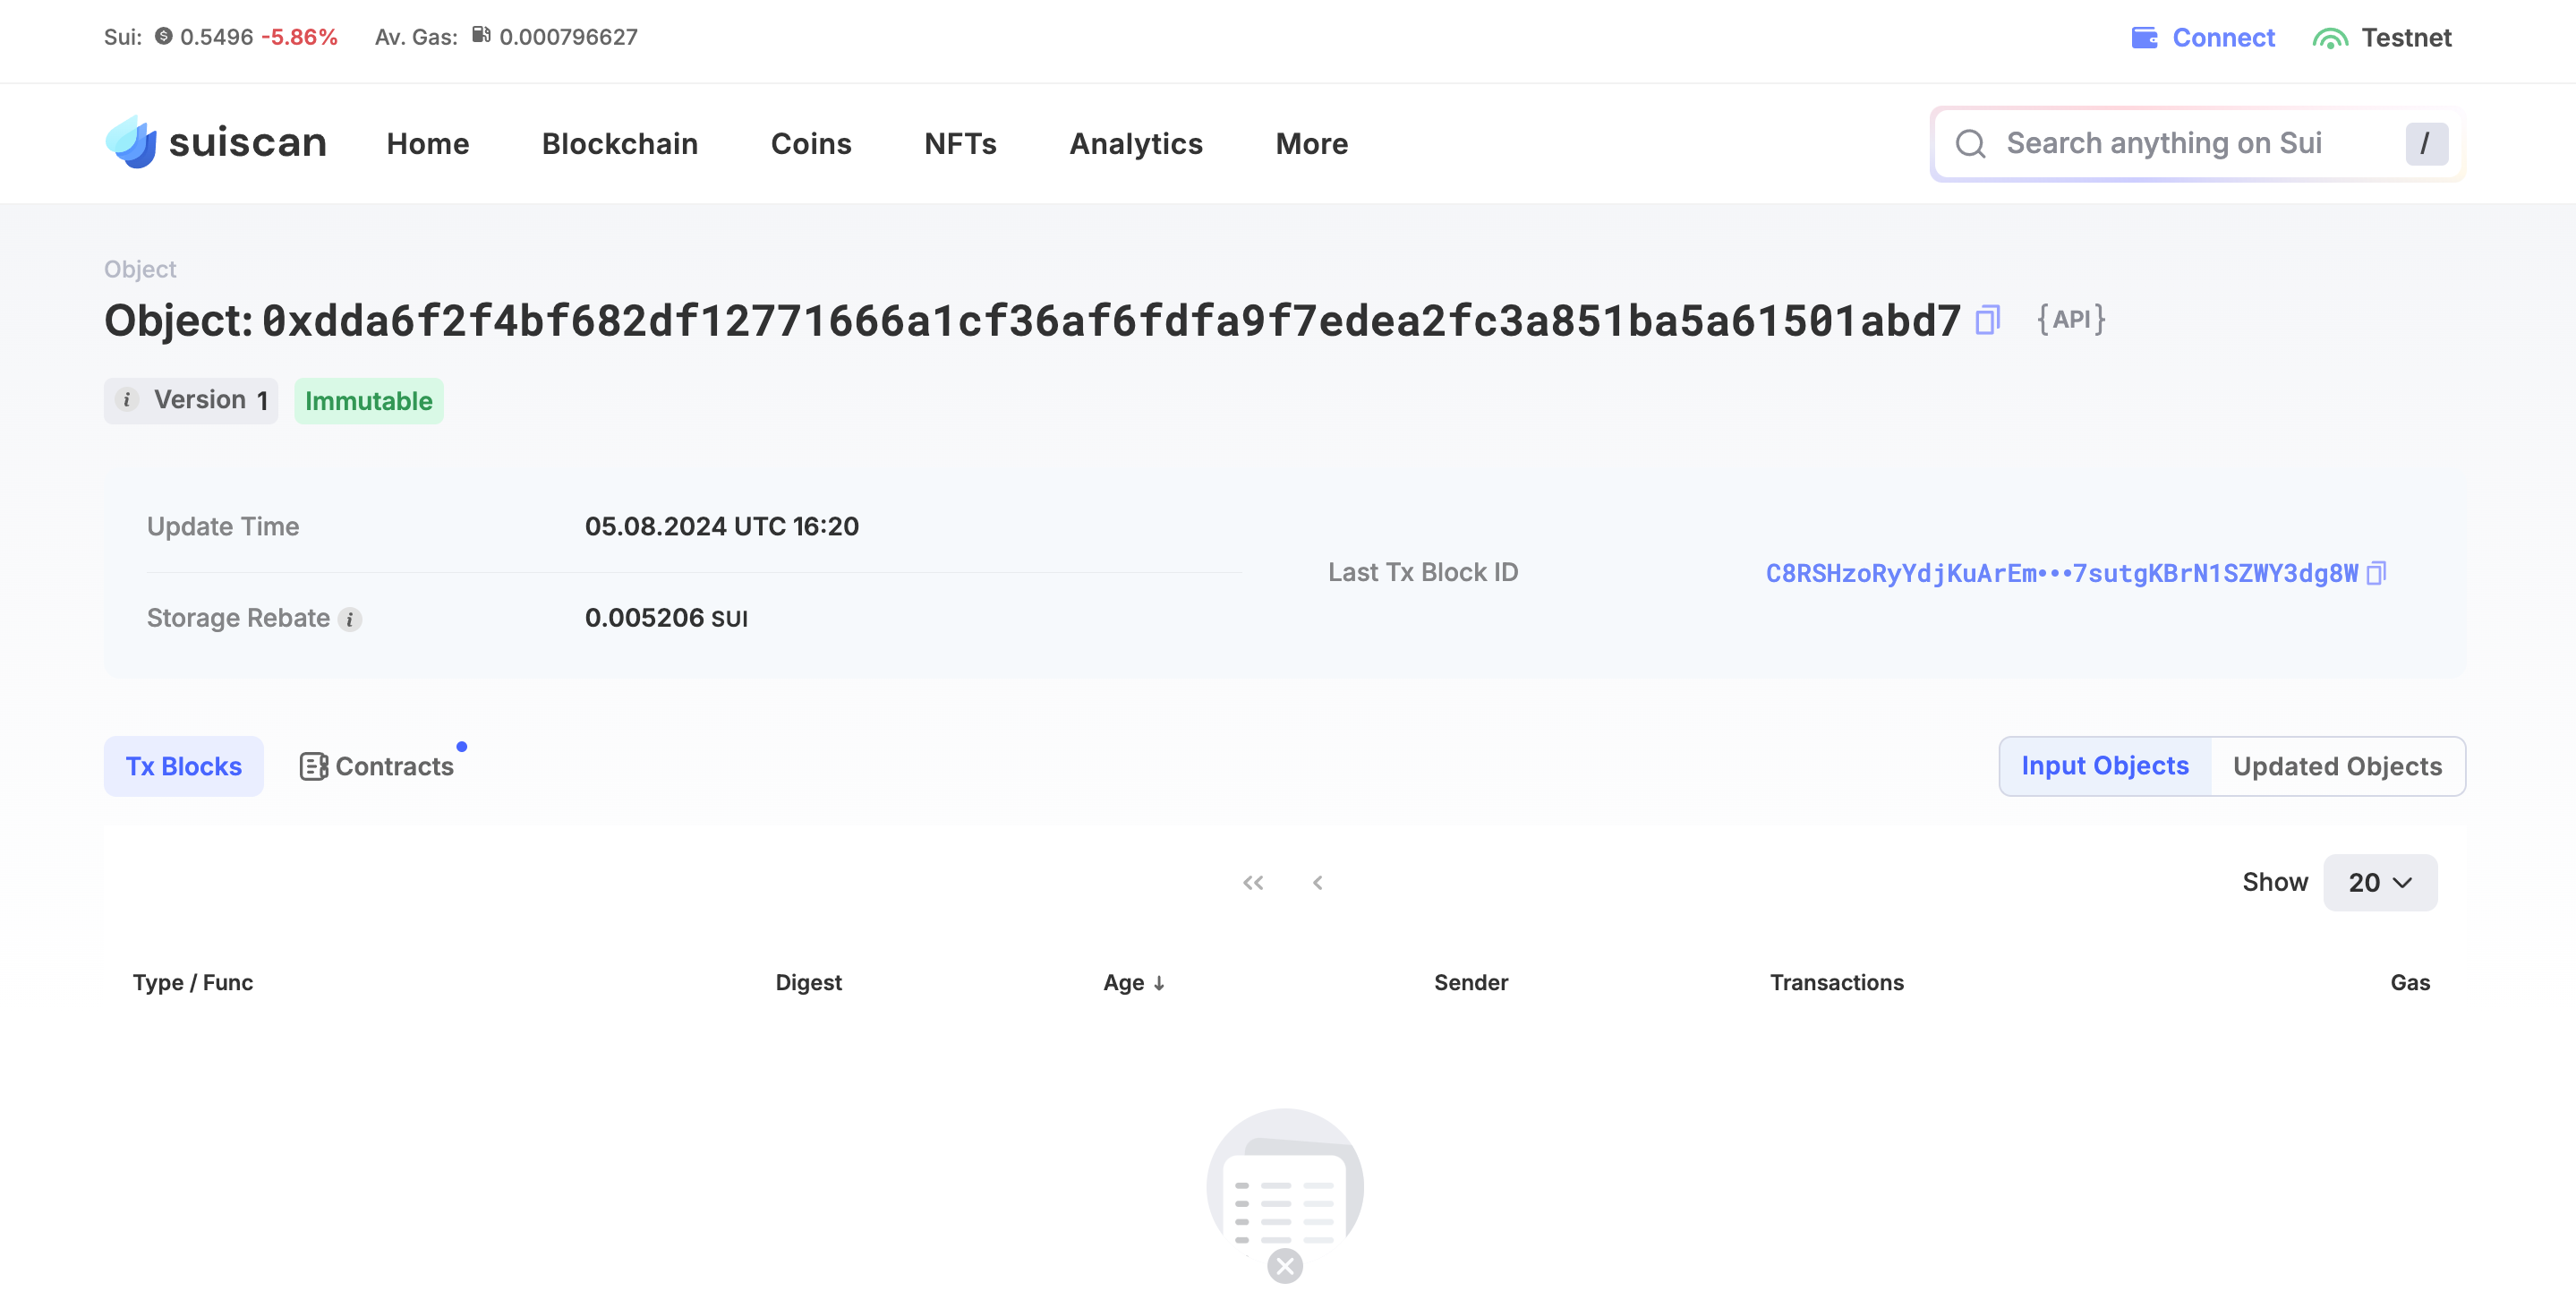 Sui: 0.5496 -5.86% Av. Gas: 0.000796627 Connect Testnet
suiscan Home Blockchain Coins NFTs Analytics More Search anything on Sui /
Object
Object: 0xdda6f2f4bf682df12771666a1cf36af6fdfa9f7edea2fc3a851ba5a61501abd7 {API}
i Version 1 Immutable
Update Time 05.08.2024 UTC 16:20
Last Tx Block ID C8RSHzoRyYdjKuArEm•••7sutgKBrN1SZWY3dg8W
Storage Rebate i 0.005206 SUI
Tx Blocks Contracts Input Objects Updated Objects
Show 20
Type / Func Digest Age ↓ Sender Transactions Gas